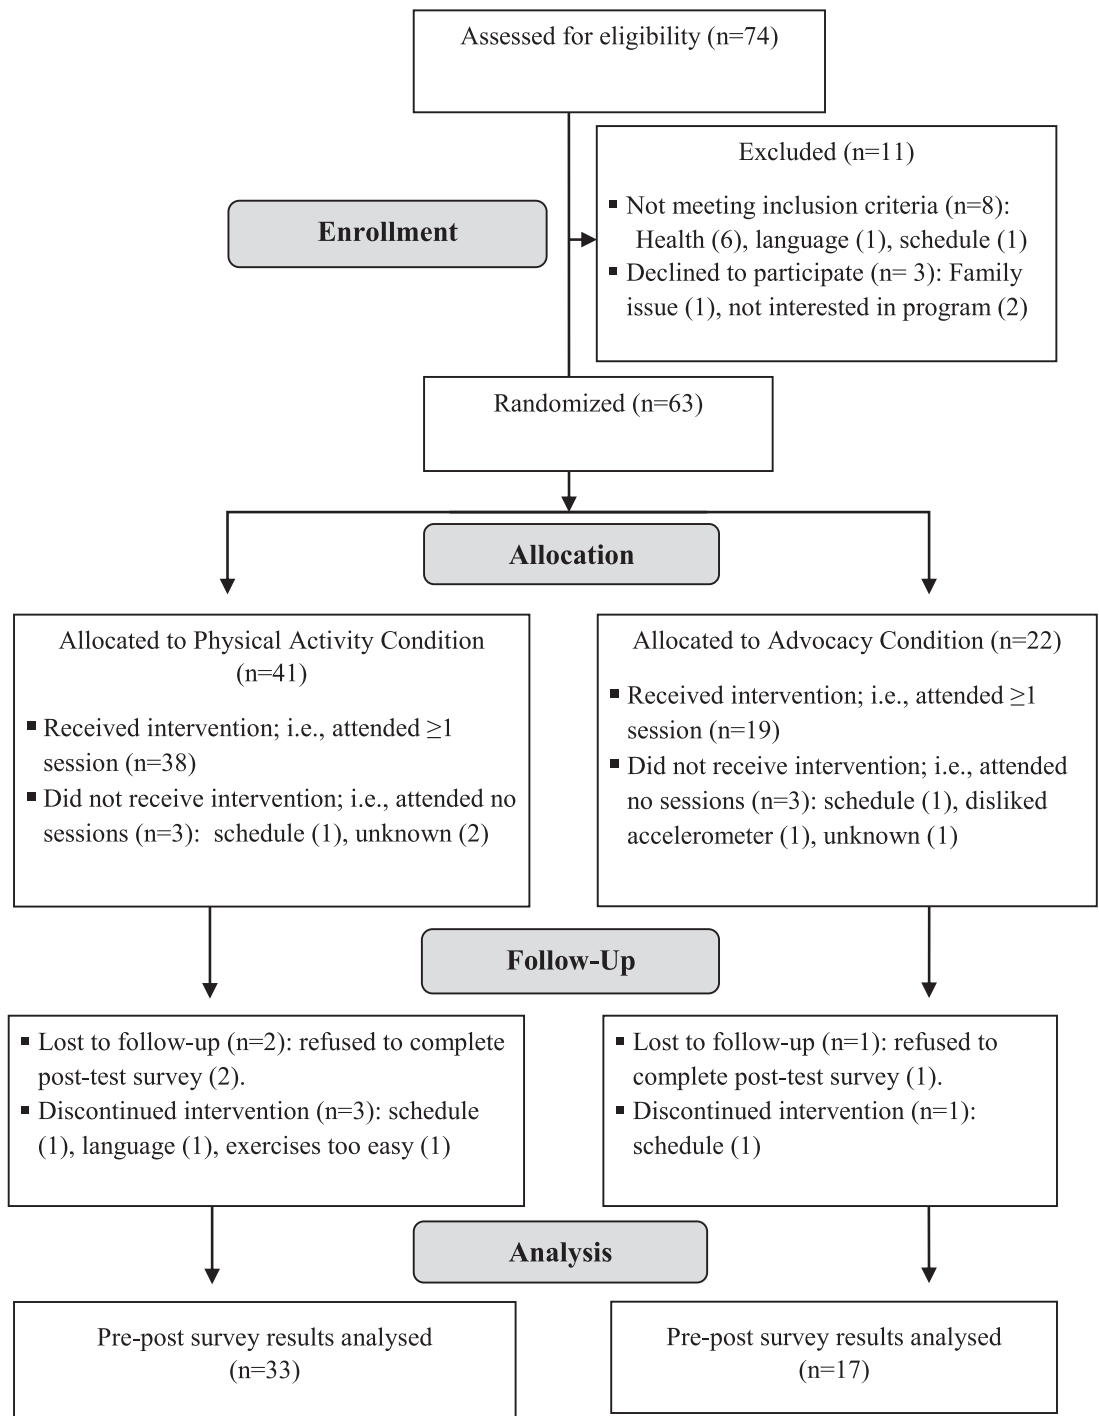 Assessed for eligibility (n=74)
Excluded (n=11)
▪ Not meeting inclusion criteria (n=8):
Health (6), language (1), schedule (1)
▪ Declined to participate (n= 3): Family
issue (1), not interested in program (2)
Enrollment
Randomized (n=63)
Allocation
Allocated to Physical Activity Condition
(n=41)
▪ Received intervention; i.e., attended ≥1
session (n=38)
▪ Did not receive intervention; i.e., attended no
sessions (n=3):  schedule (1), unknown (2)
Allocated to Advocacy Condition (n=22)
▪ Received intervention; i.e., attended ≥1
session (n=19)
▪ Did not receive intervention; i.e., attended
no sessions (n=3): schedule (1), disliked
accelerometer (1), unknown (1)
Follow-Up
▪ Lost to follow-up (n=2): refused to complete
post-test survey (2).
▪ Discontinued intervention (n=3): schedule
(1), language (1), exercises too easy (1)
▪ Lost to follow-up (n=1): refused to
complete post-test survey (1).
▪ Discontinued intervention (n=1):
schedule (1)
Analysis
Pre-post survey results analysed
(n=33)
Pre-post survey results analysed
(n=17)